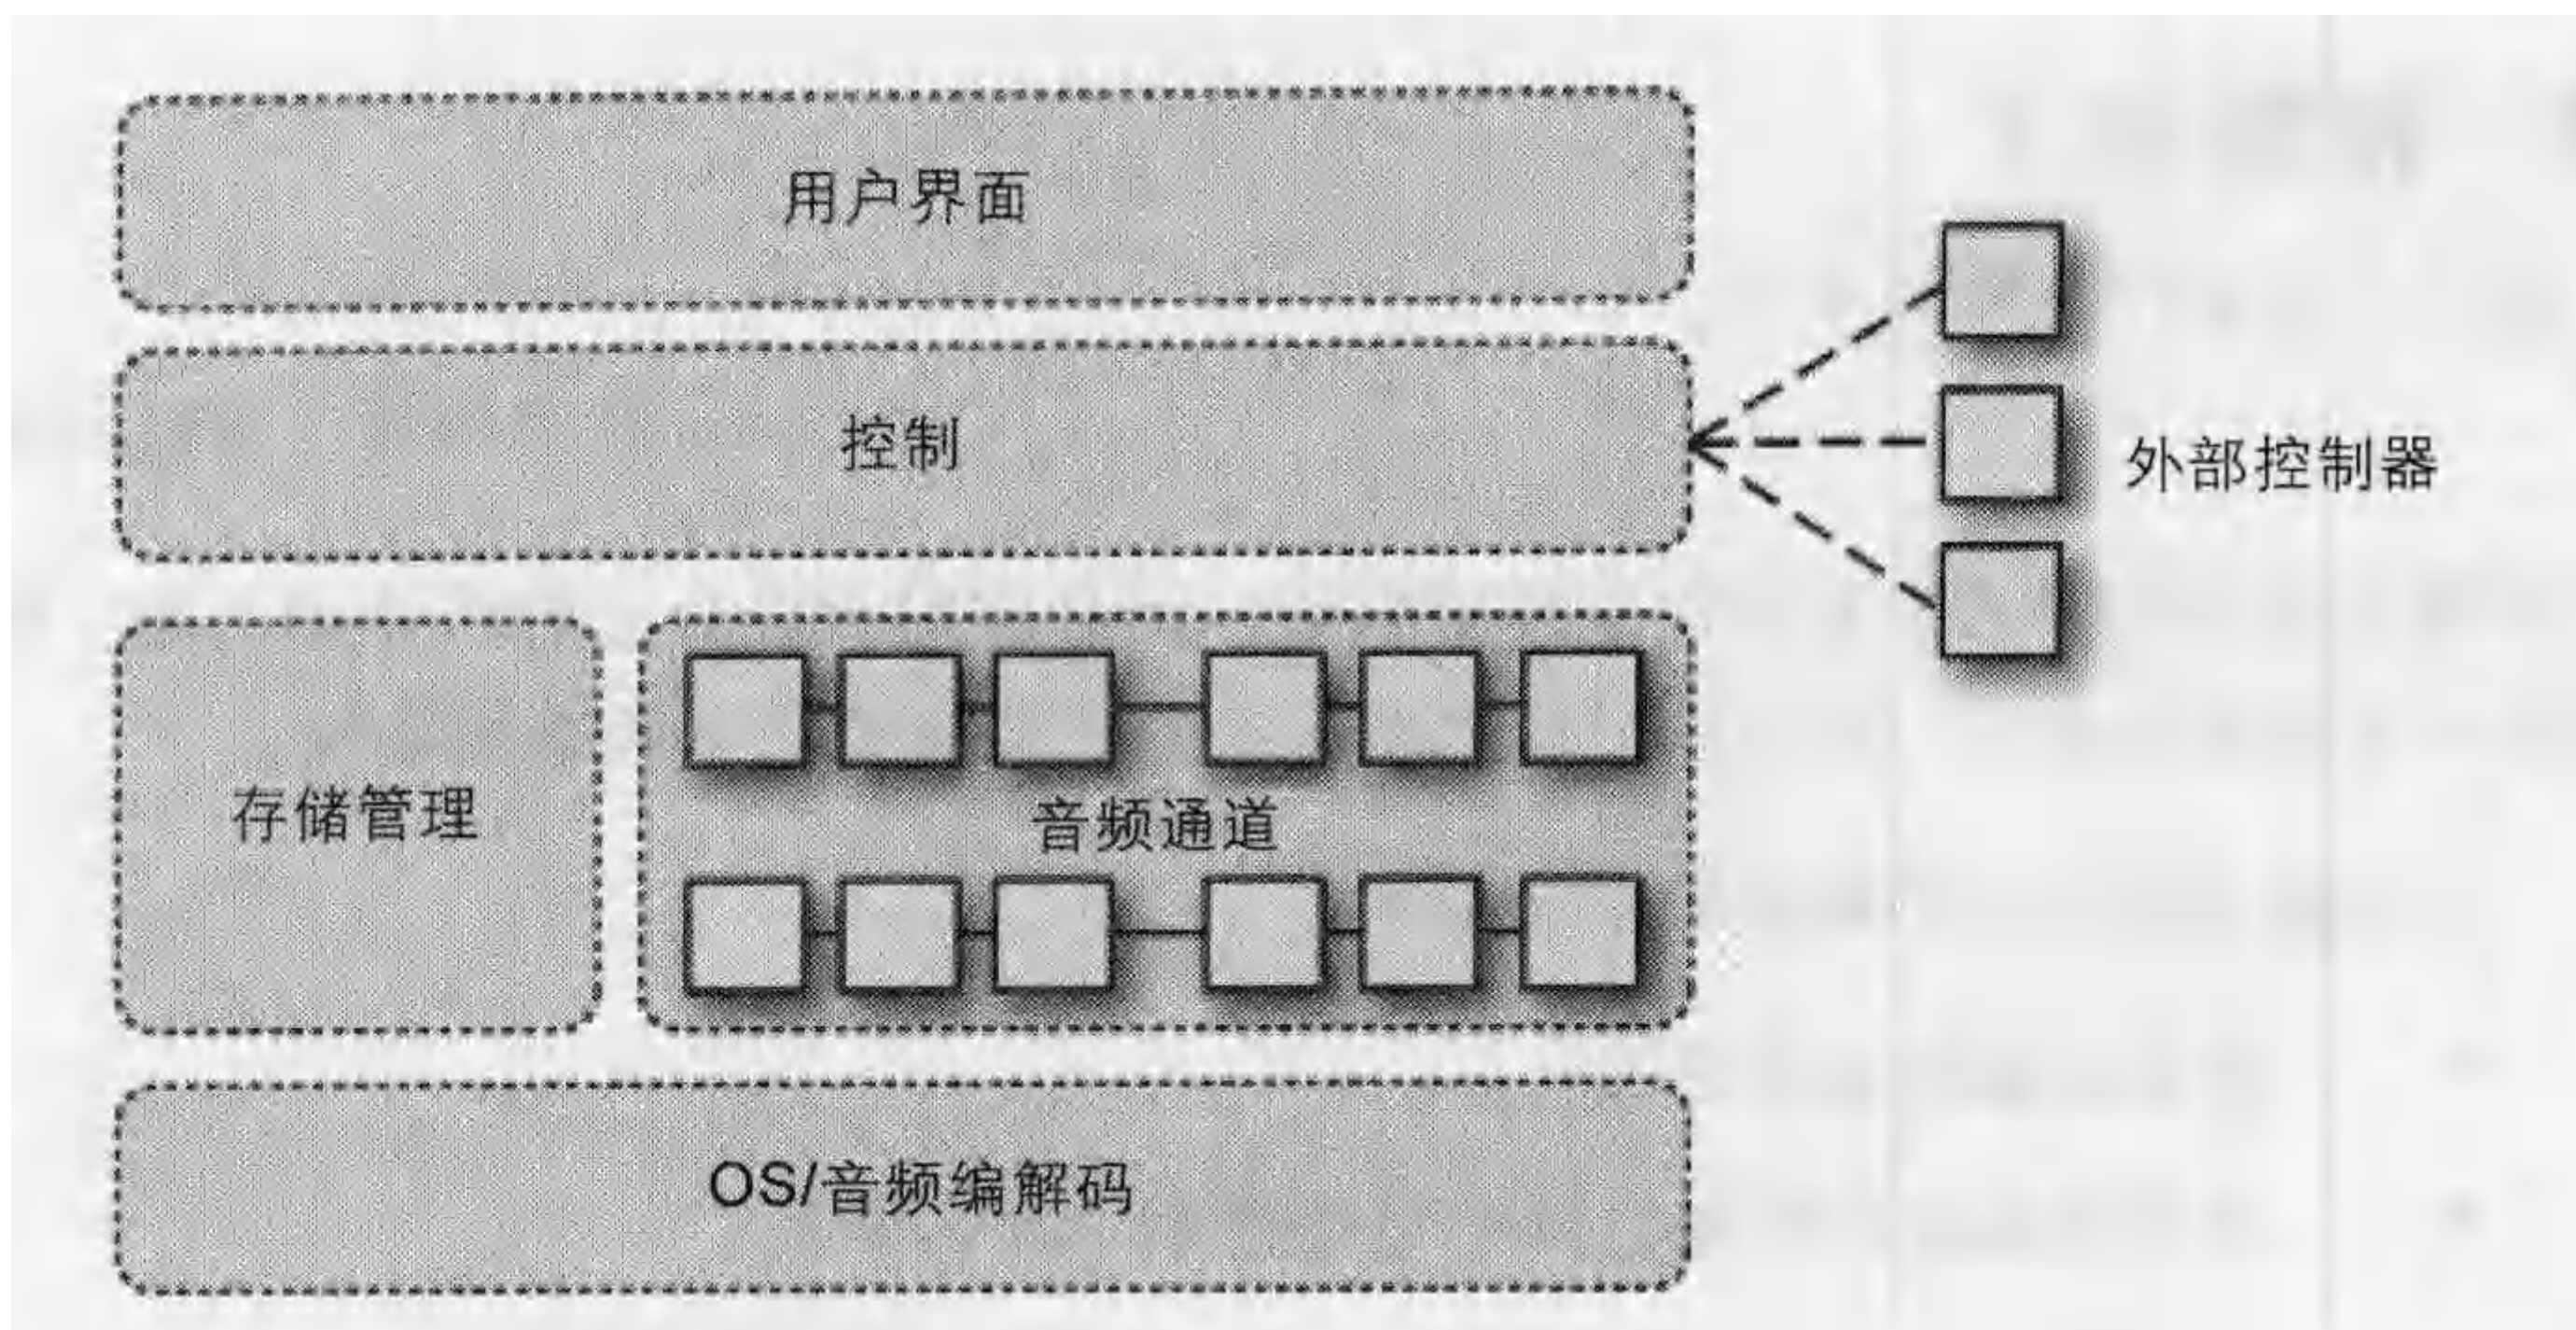 用户界面
控制
外部控制器
存储管理
音频通道
OS/音频编解码